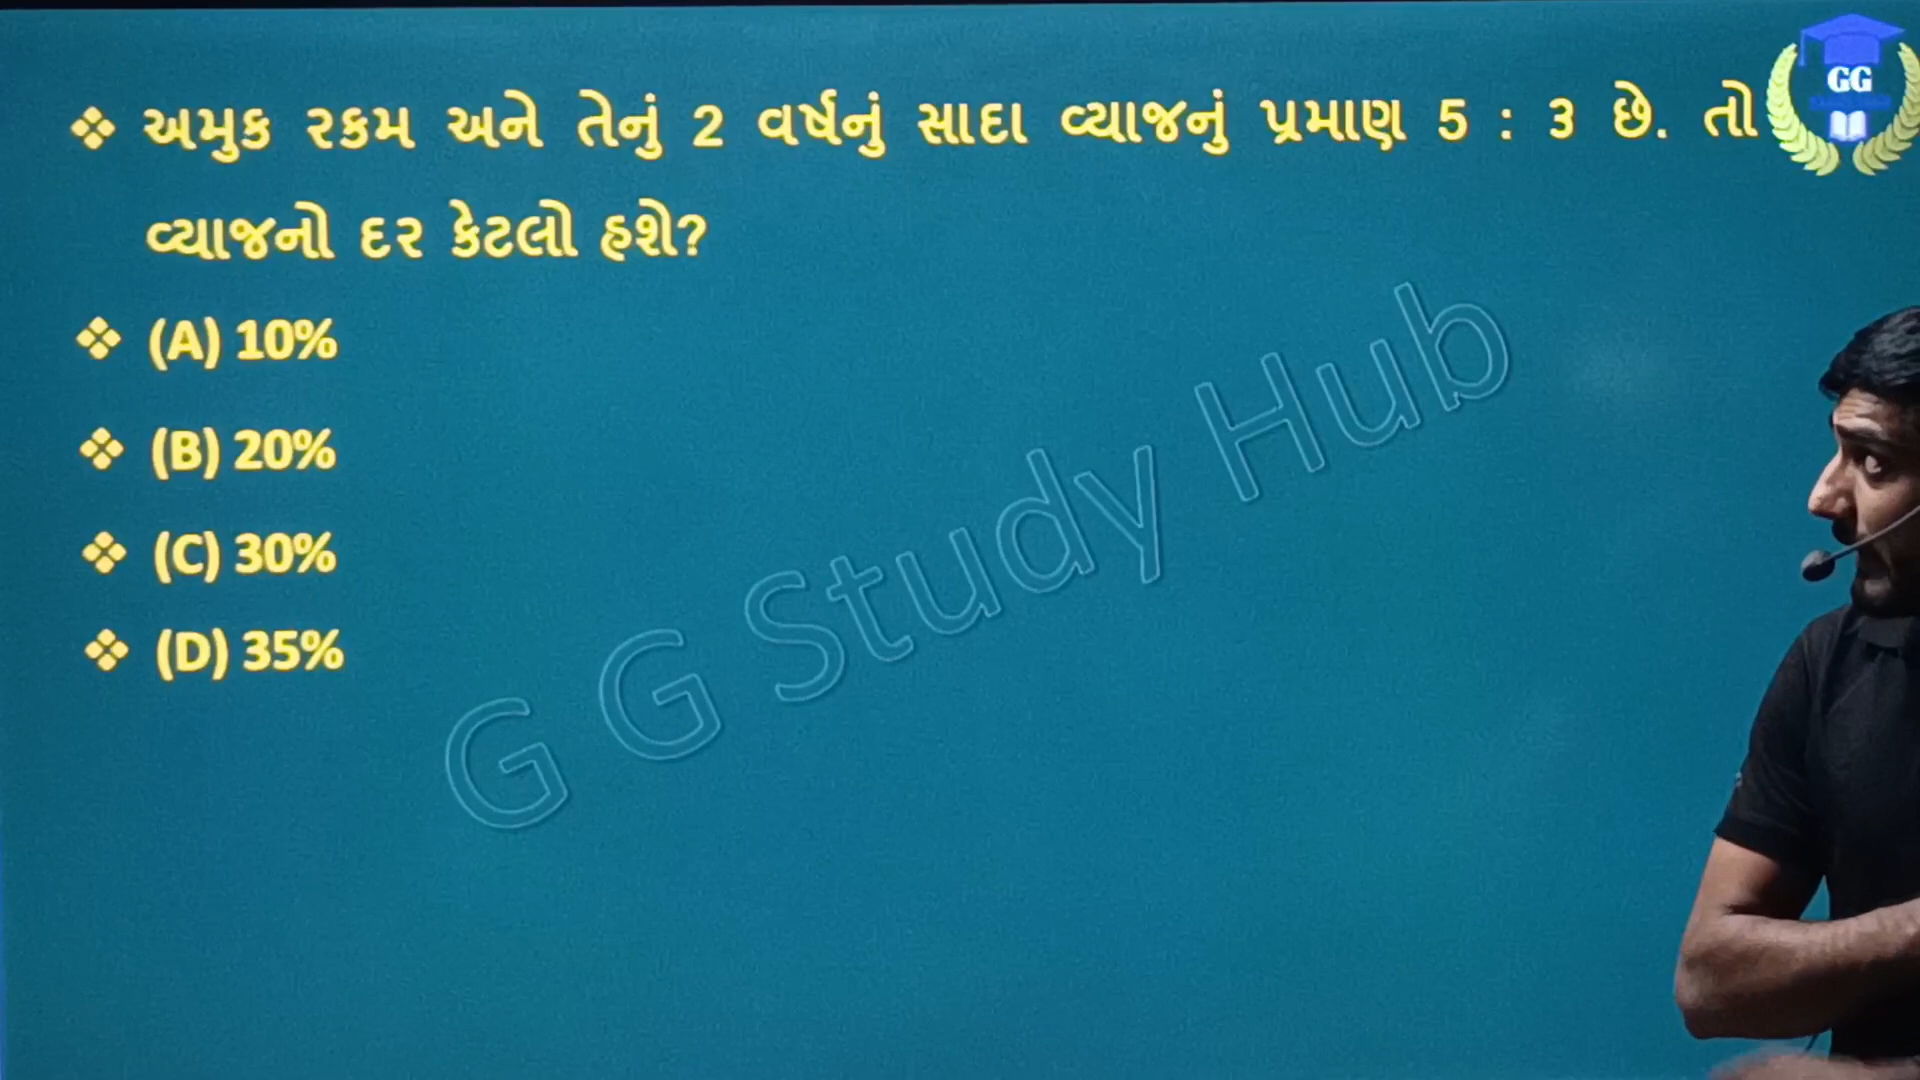 ❖ અમુક રકમ અને તેનું 2 વર્ષનું સાદા વ્યાજનું પ્રમાણ 5 : 3 છે. તો
વ્યાજનો દર કેટલો હશે?
❖ (A) 10%
❖ (B) 20%
❖ (C) 30%
❖ (D) 35%
G G Study Hub
GG